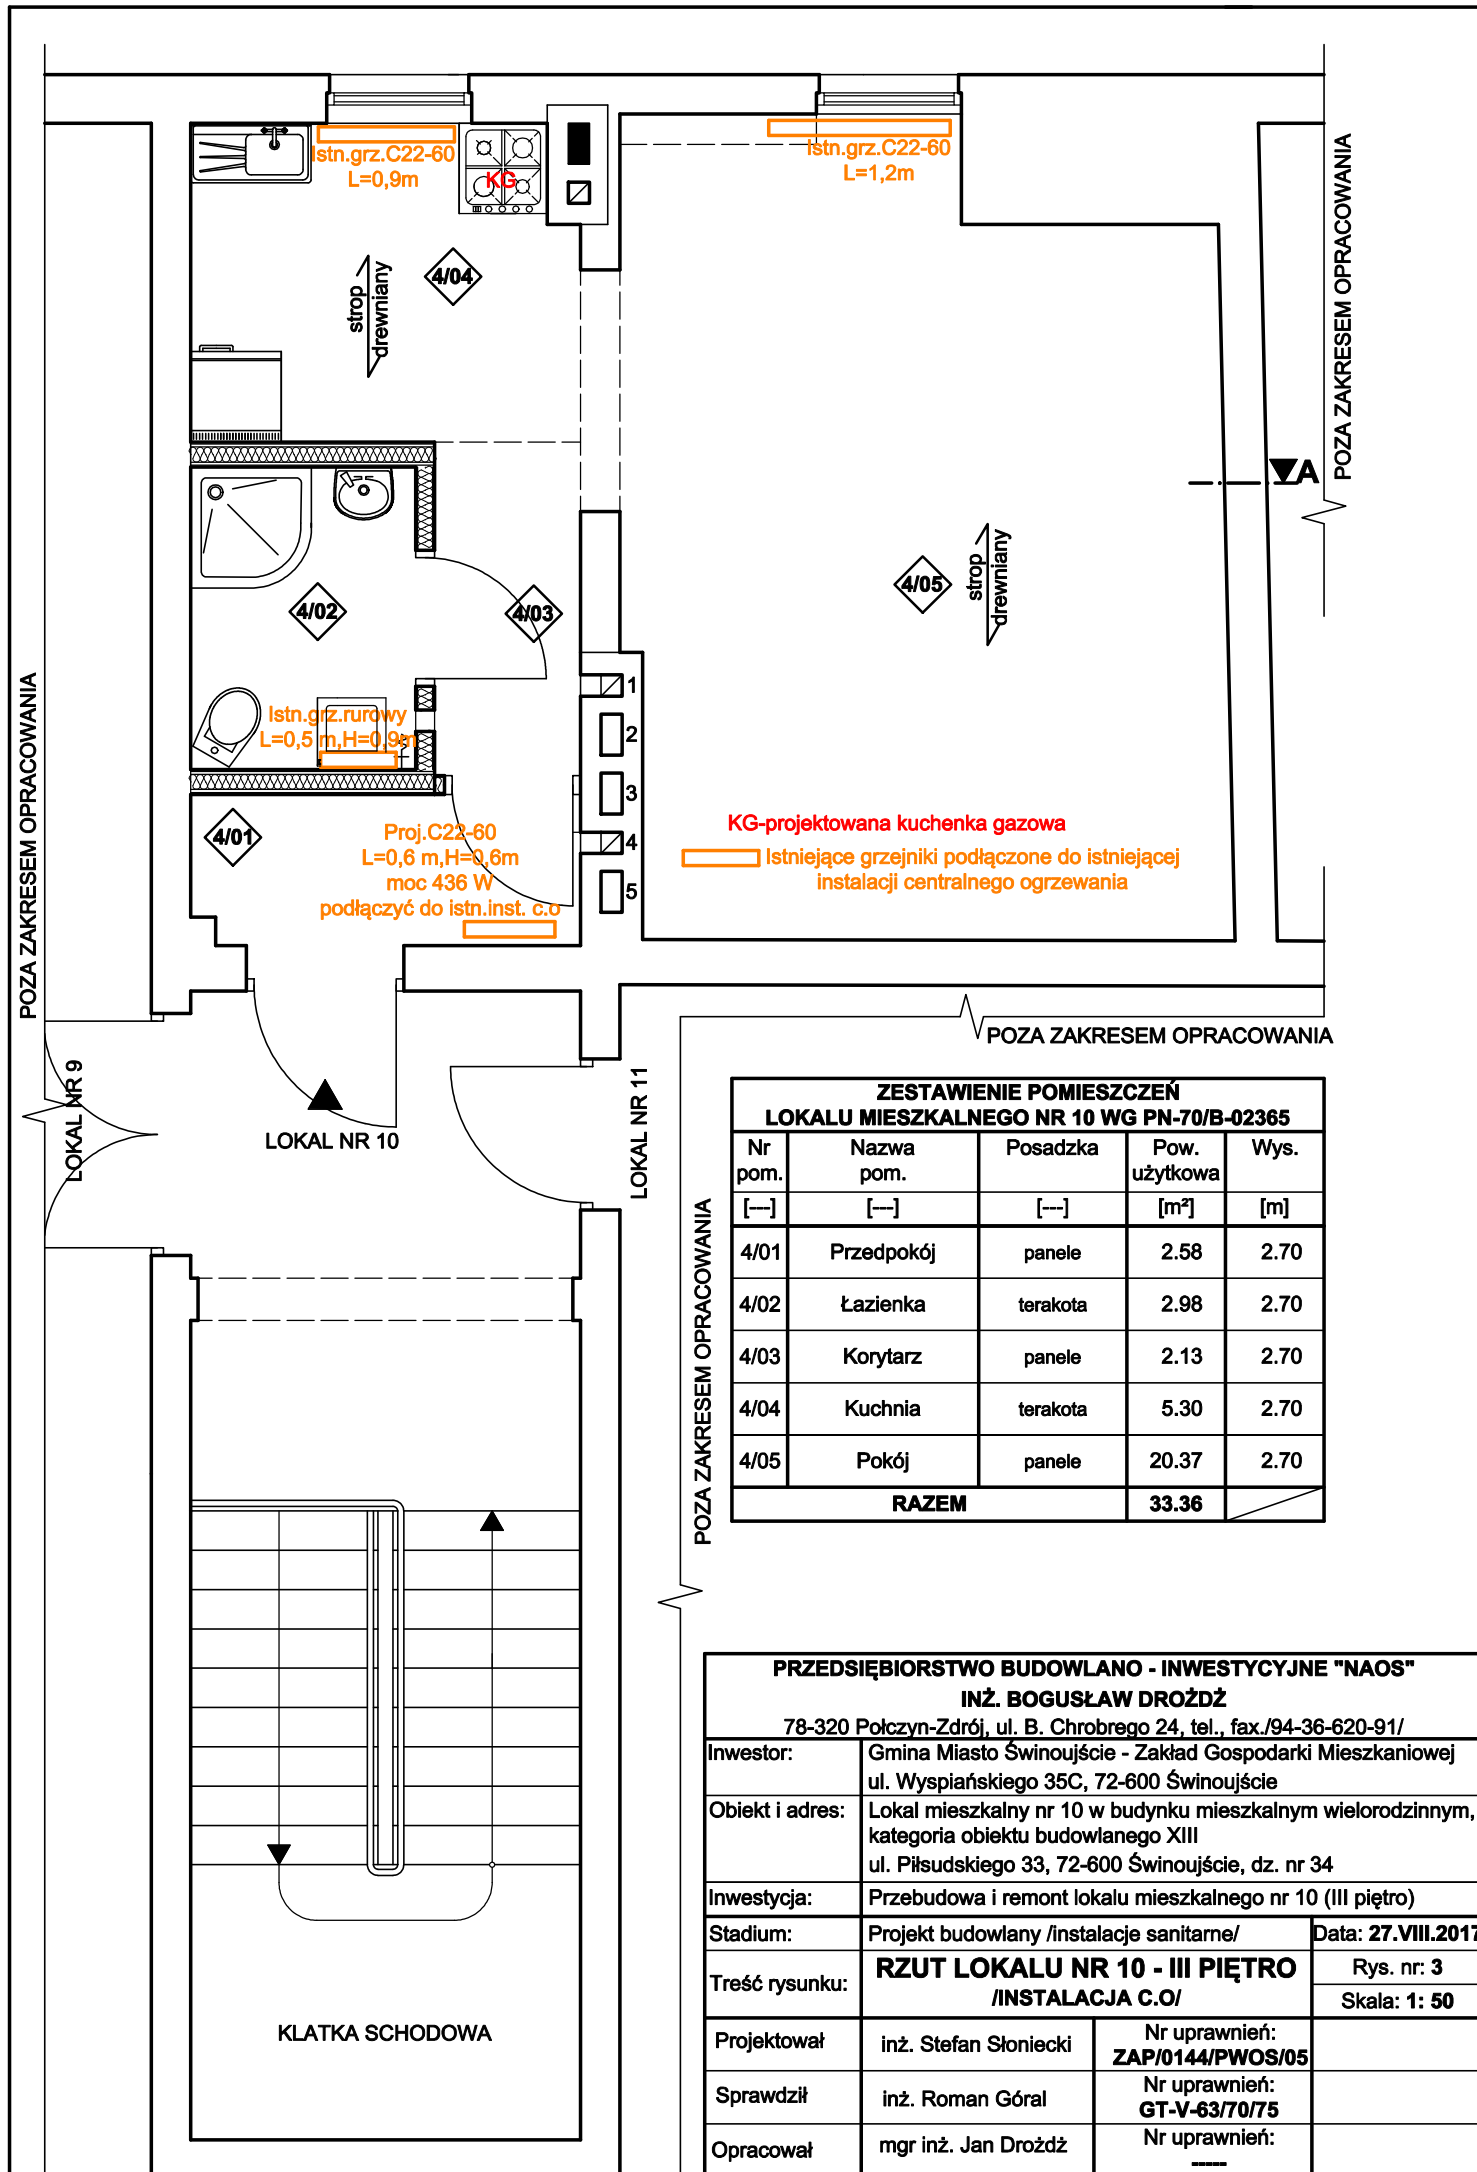 Istn.grz.C22-60
L=0,9m
KG
Istn.grz.C22-60
L=1,2m
POZA ZAKRESEM OPRACOWANIA
4/04
strop
drewniany
A
4/05
strop
drewniany
4/02
4/03
POZA ZAKRESEM OPRACOWANIA
Istn.grz.rurowy
L=0,5 m,H=0,9m
1
2
3
4
5
4/01
Proj.C22-60
L=0,6 m,H=0,6m
moc 436 W
podłączyć do istn.inst. c.o
KG-projektowana kuchenka gazowa
Istniejące grzejniki podłączone do istniejącej
instalacji centralnego ogrzewania
POZA ZAKRESEM OPRACOWANIA
LOKAL NR 9
LOKAL NR 10
LOKAL NR 11
POZA ZAKRESEM OPRACOWANIA
ZESTAWIENIE POMIESZCZEŃ
LOKALU MIESZKALNEGO NR 10 WG PN-70/B-02365
Nr pom. Nazwa pom. Posadzka Pow. użytkowa Wys.
[---] [---] [---] [m²] [m]
4/01 Przedpokój panele 2.58 2.70
4/02 Łazienka terakota 2.98 2.70
4/03 Korytarz panele 2.13 2.70
4/04 Kuchnia terakota 5.30 2.70
4/05 Pokój panele 20.37 2.70
RAZEM 33.36
KLATKA SCHODOWA
PRZEDSIĘBIORSTWO BUDOWLANO - INWESTYCYJNE "NAOS"
INŻ. BOGUSŁAW DROŻDŻ
78-320 Połczyn-Zdrój, ul. B. Chrobrego 24, tel., fax./94-36-620-91/
Inwestor: Gmina Miasto Świnoujście - Zakład Gospodarki Mieszkaniowej
ul. Wyspiańskiego 35C, 72-600 Świnoujście
Obiekt i adres: Lokal mieszkalny nr 10 w budynku mieszkalnym wielorodzinnym,
kategoria obiektu budowlanego XIII
ul. Piłsudskiego 33, 72-600 Świnoujście, dz. nr 34
Inwestycja: Przebudowa i remont lokalu mieszkalnego nr 10 (III piętro)
Stadium: Projekt budowlany /instalacje sanitarne/ Data: 27.VIII.2017
Treść rysunku: RZUT LOKALU NR 10 - III PIĘTRO
/INSTALACJA C.O/
Rys. nr: 3
Skala: 1: 50
Projektował inż. Stefan Słoniecki Nr uprawnień:
ZAP/0144/PWOS/05
Sprawdził inż. Roman Góral Nr uprawnień:
GT-V-63/70/75
Opracował mgr inż. Jan Drożdż Nr uprawnień:
-----